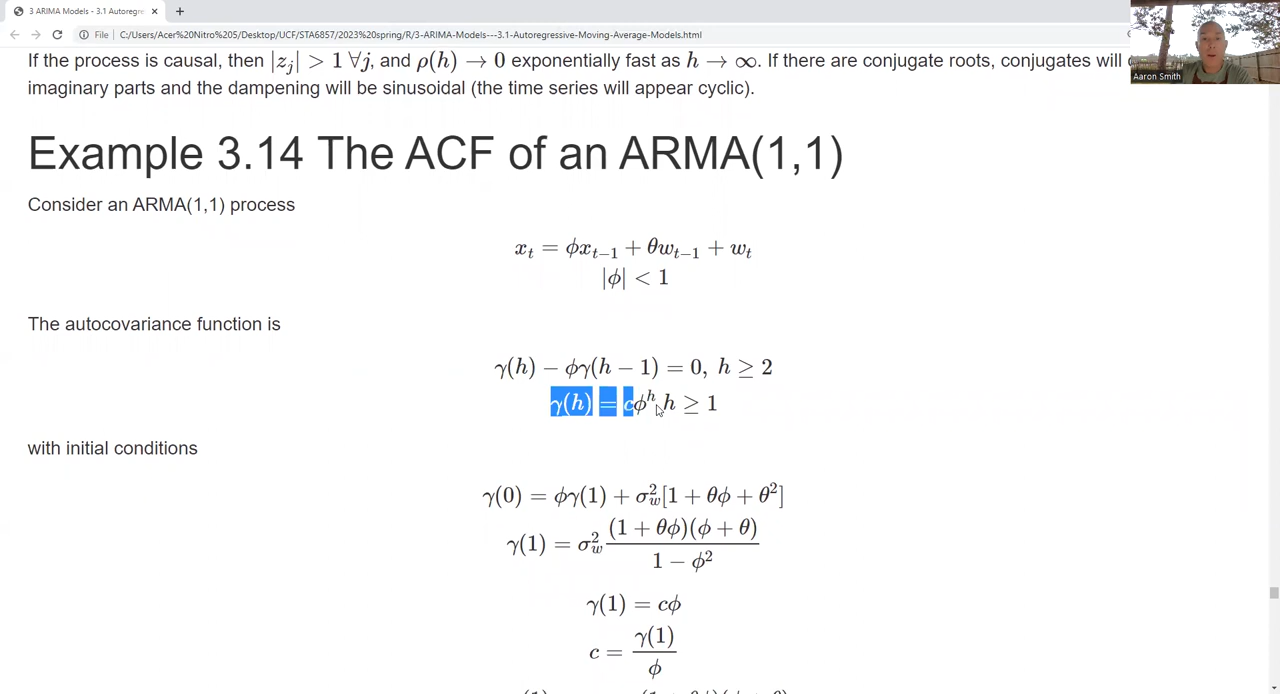 3 ARIMA Models - 3.1 Autoregre
File | C:/Users/Acer%20Nitro%205/Desktop/UCF/STA6857/2023%20spring/R/3-ARIMA-Models---3.1-Autoregressive-Moving-Average-Models.html
Aaron Smith
If the process is causal, then |z_j| > 1 ∀j, and ρ(h) → 0 exponentially fast as h → ∞. If there are conjugate roots, conjugates will
imaginary parts and the dampening will be sinusoidal (the time series will appear cyclic).
Example 3.14 The ACF of an ARMA(1,1)
Consider an ARMA(1,1) process
x_t = ϕx_{t−1} + θw_{t−1} + w_t
|ϕ| < 1
The autocovariance function is
γ(h) − ϕγ(h − 1) = 0, h ≥ 2
γ(h) = cϕ^h h ≥ 1
with initial conditions
γ(0) = ϕγ(1) + σ_w^2[1 + θϕ + θ^2]
γ(1) = σ_w^2 (1 + θϕ)(ϕ + θ) / (1 − ϕ^2)
γ(1) = cϕ
c = γ(1) / ϕ